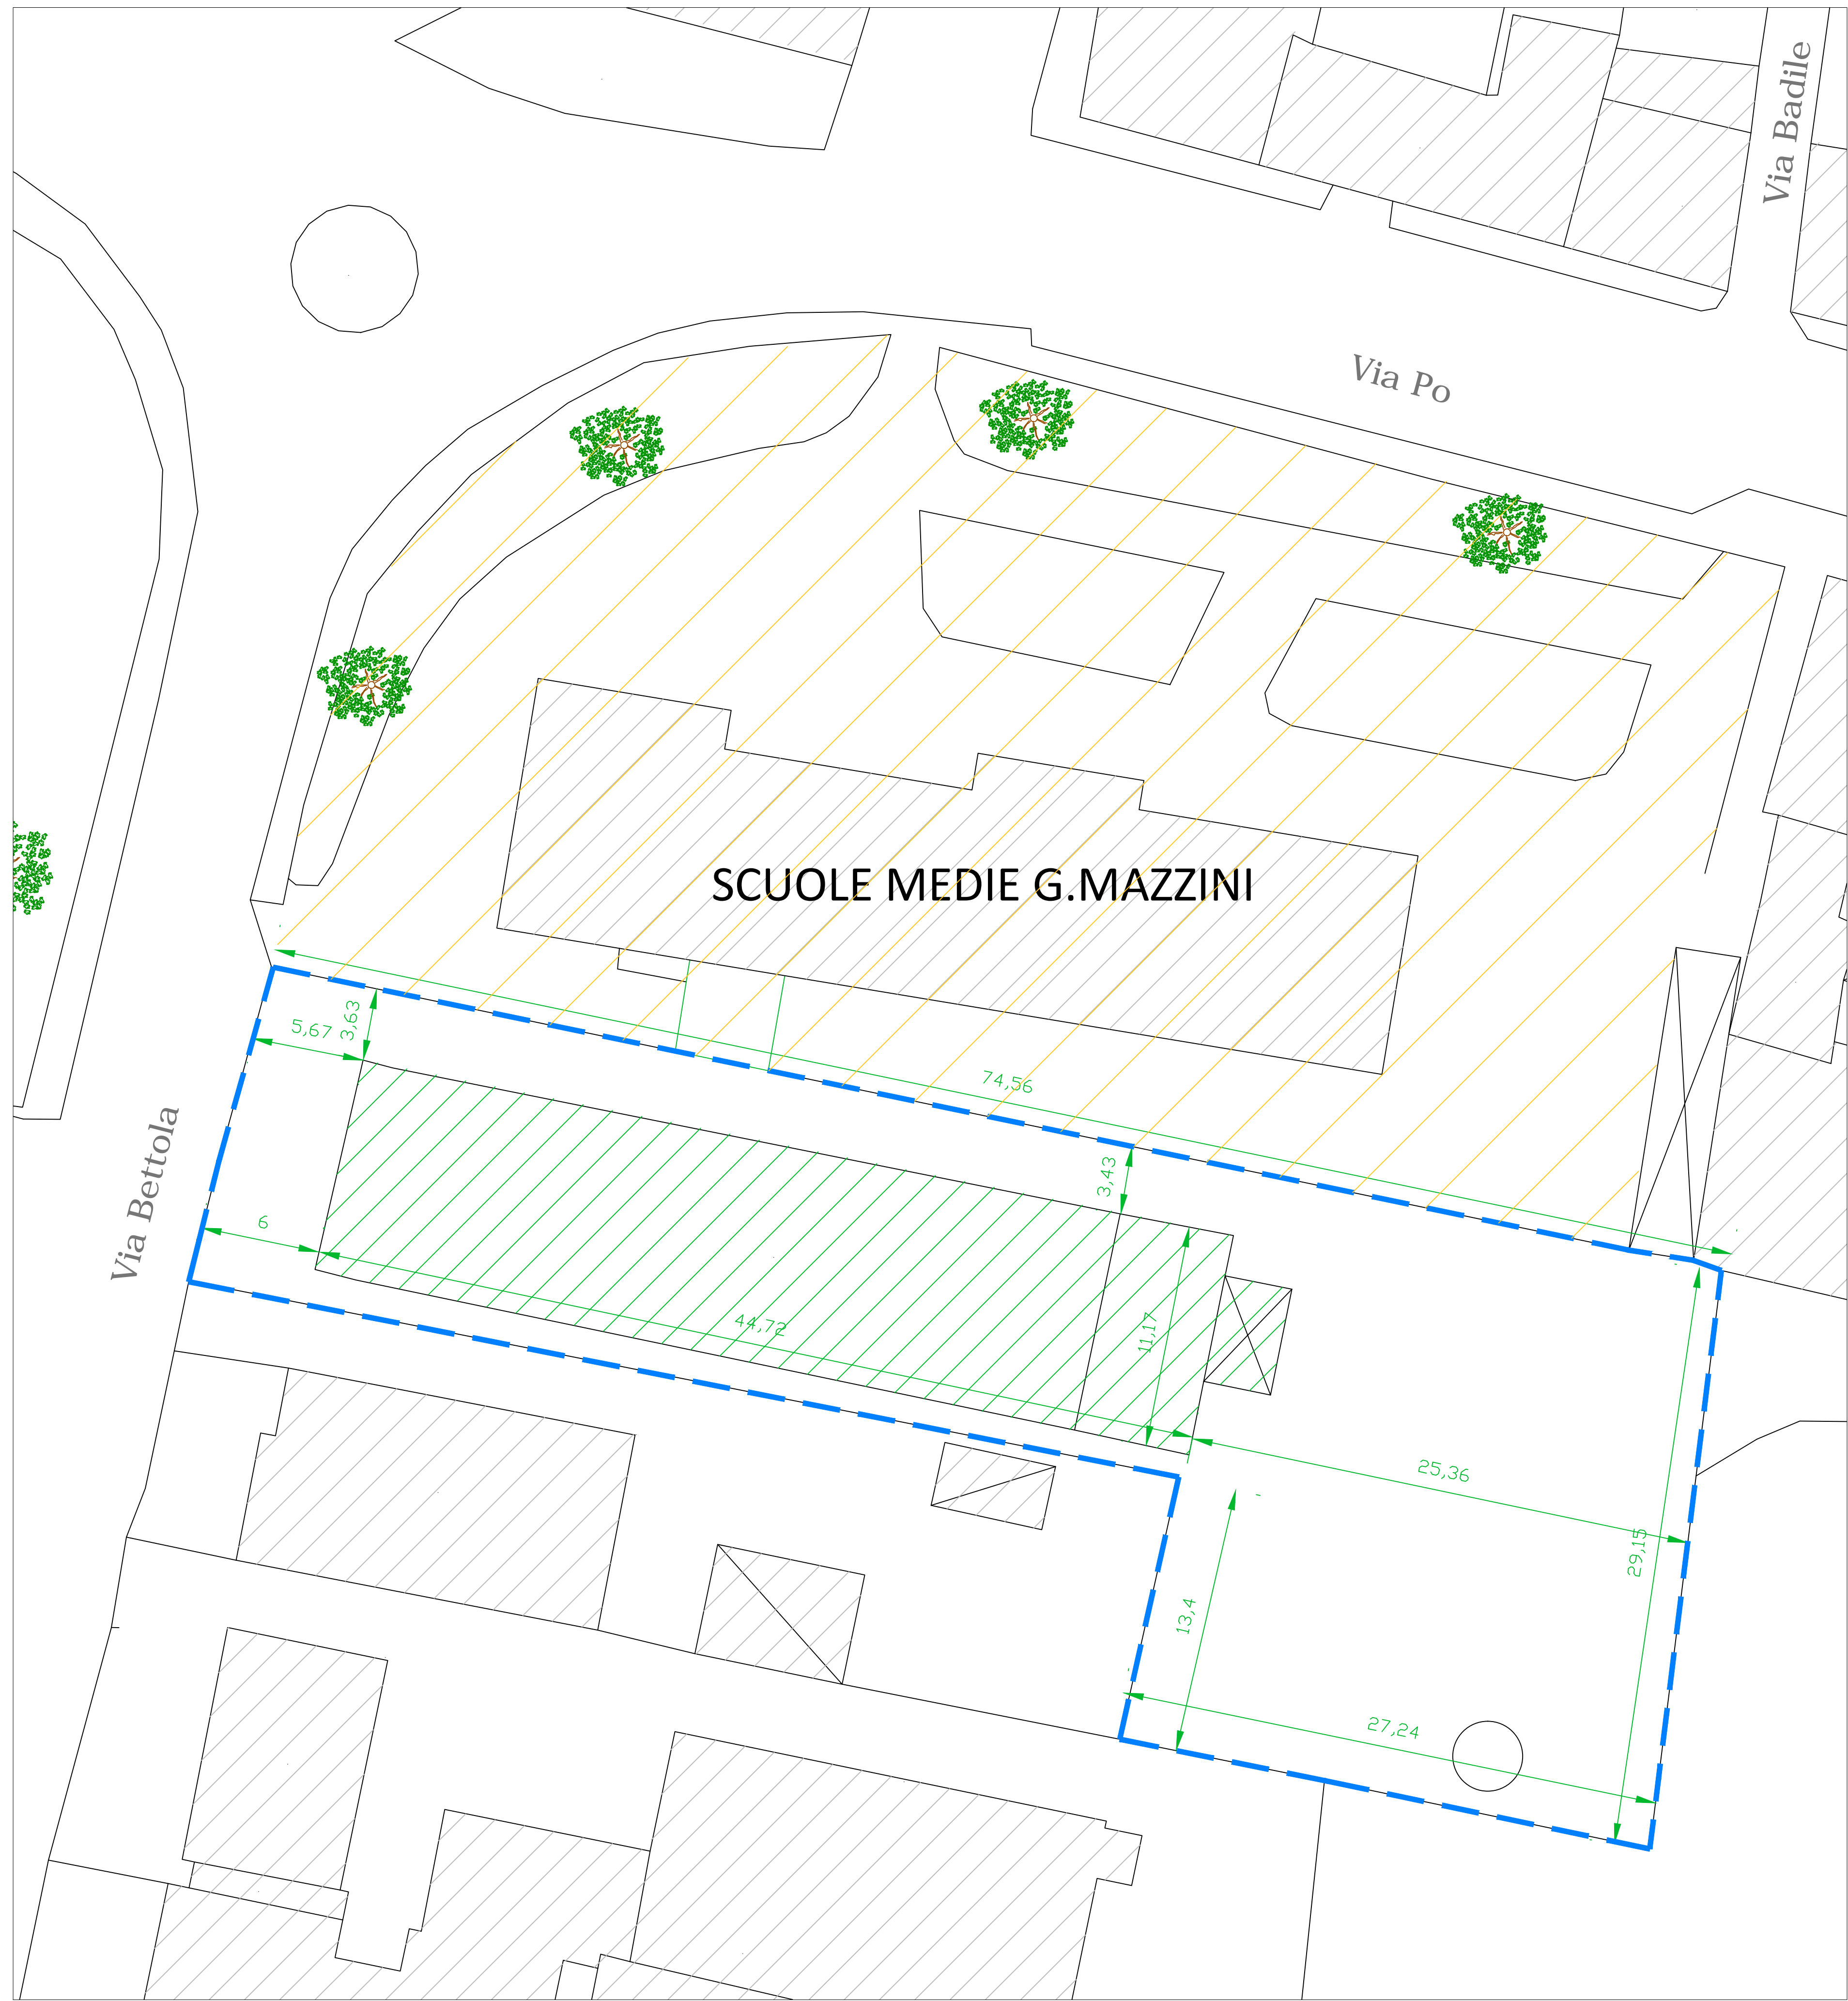 Via Badile
Via Po
SCUOLE MEDIE G.MAZZINI
5,67
3,63
74,56
Via Bettola
3,43
6
44,72
11,17
25,36
29,15
13,4
27,24